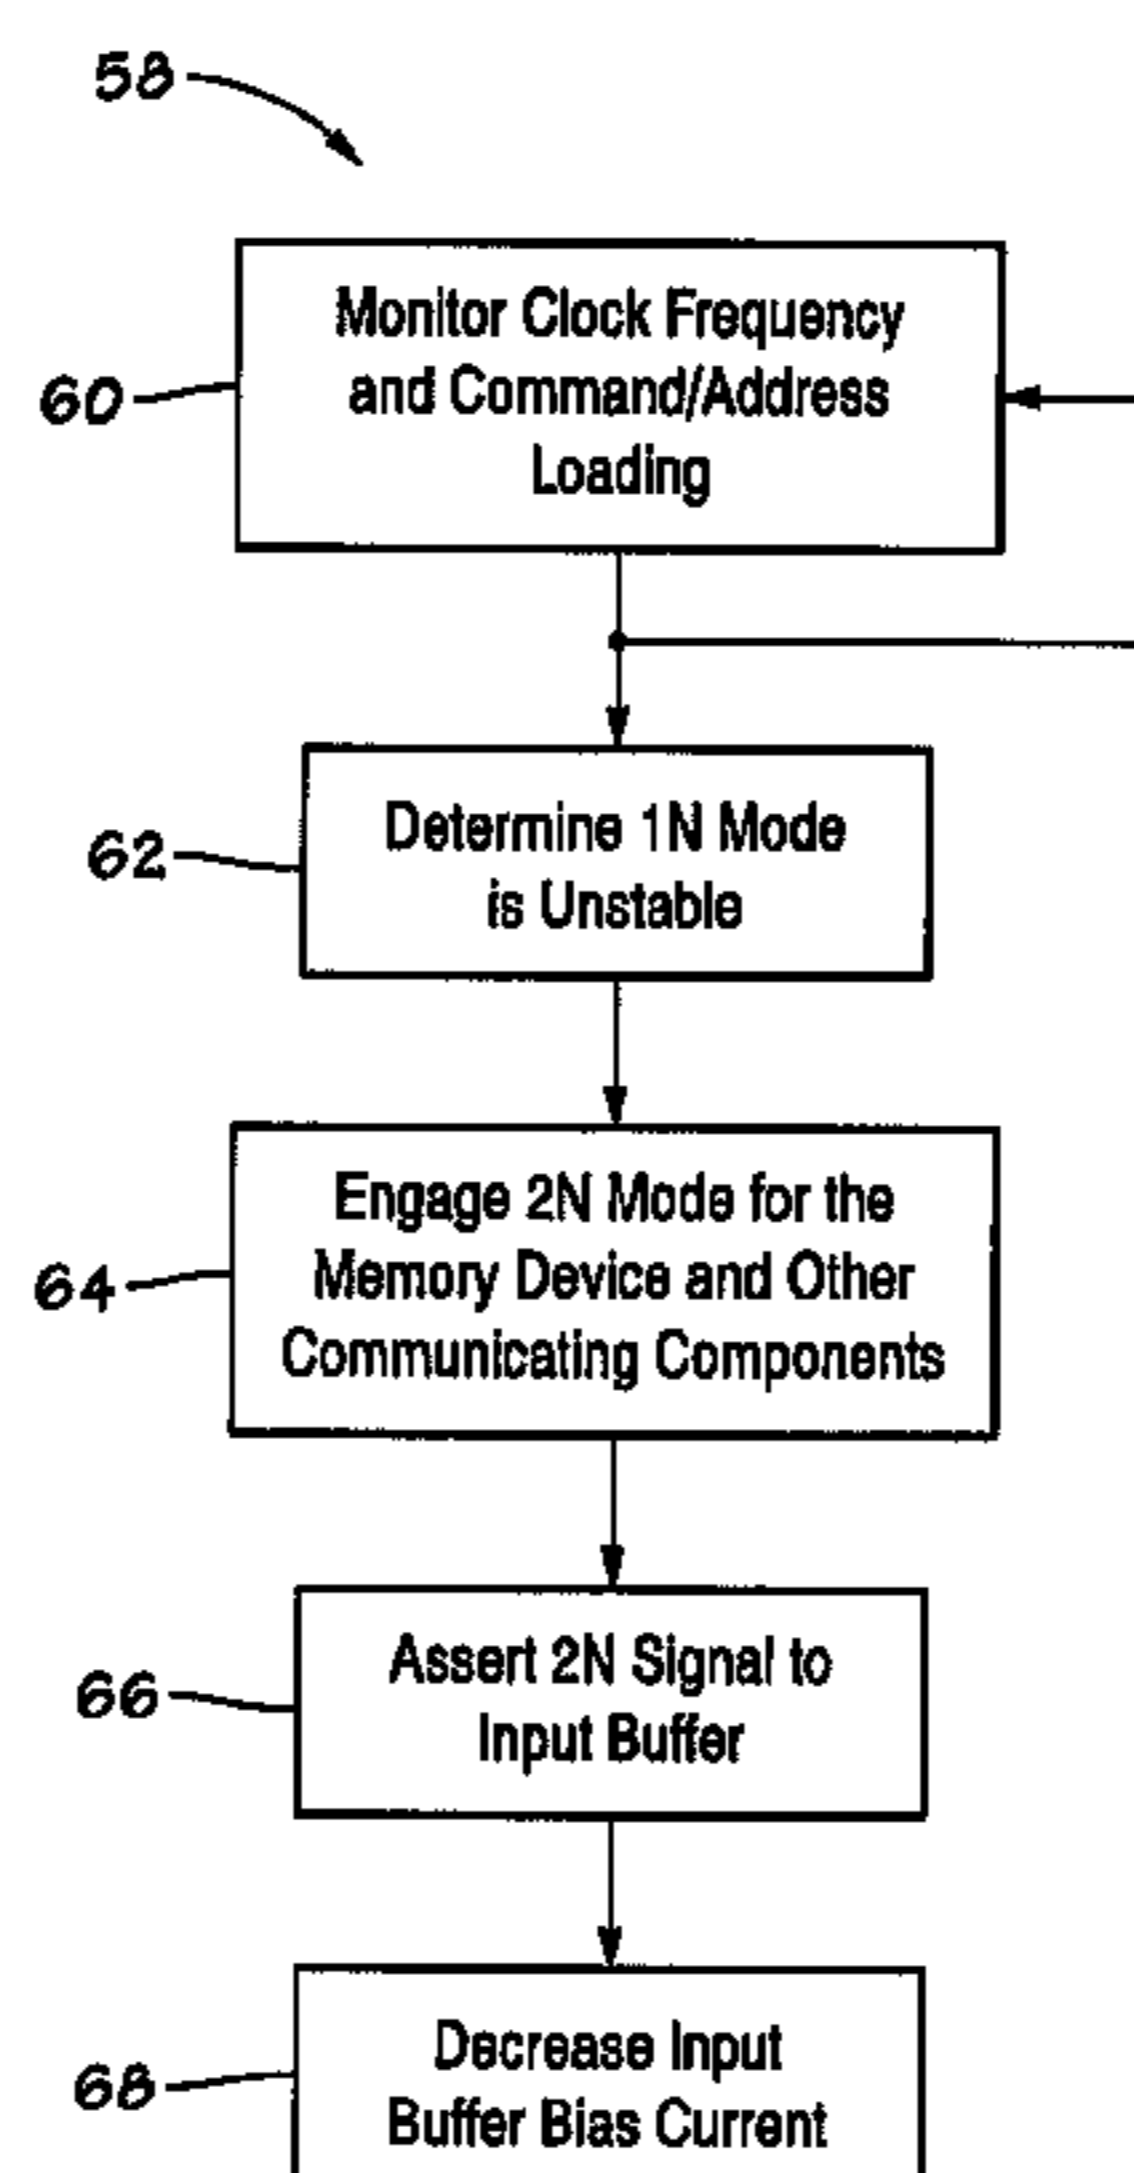 58
Monitor Clock Frequency
and Command/Address
Loading
60
Determine 1N Mode
is Unstable
62
Engage 2N Mode for the
Memory Device and Other
Communicating Components
64
Assert 2N Signal to
Input Buffer
66
Decrease Input
Buffer Bias Current
68